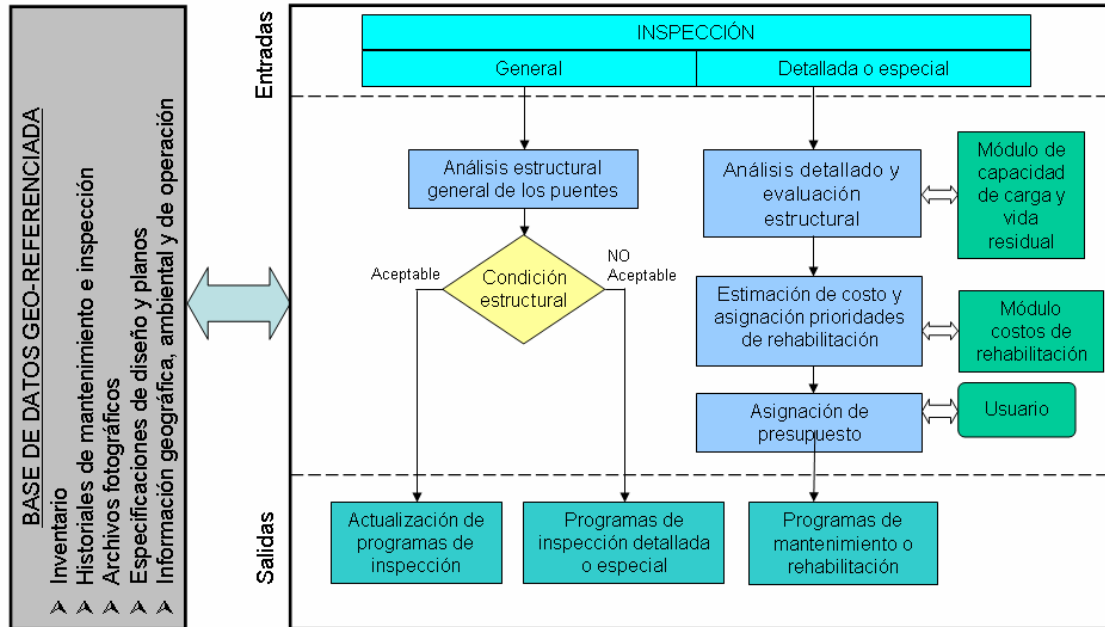 BASE DE DATOS GEO-REFERENCIADA
➢ Inventario
➢ Historiales de mantenimiento e inspección
➢ Archivos fotográficos
➢ Especificaciones de diseño y planos
➢ Información geográfica, ambiental y de operación
Entradas
INSPECCIÓN
General
Detallada o especial
Análisis estructural
general de los puentes
Condición
estructural
Aceptable
NO
Aceptable
Análisis detallado y
evaluación
estructural
Módulo de
capacidad
de carga y
vida
residual
Estimación de costo y
asignación prioridades
de rehabilitación
Módulo
costos de
rehabilitación
Asignación de
presupuesto
Usuario
Salidas
Actualización de
programas de
inspección
Programas de
inspección detallada
o especial
Programas de
mantenimiento o
rehabilitación